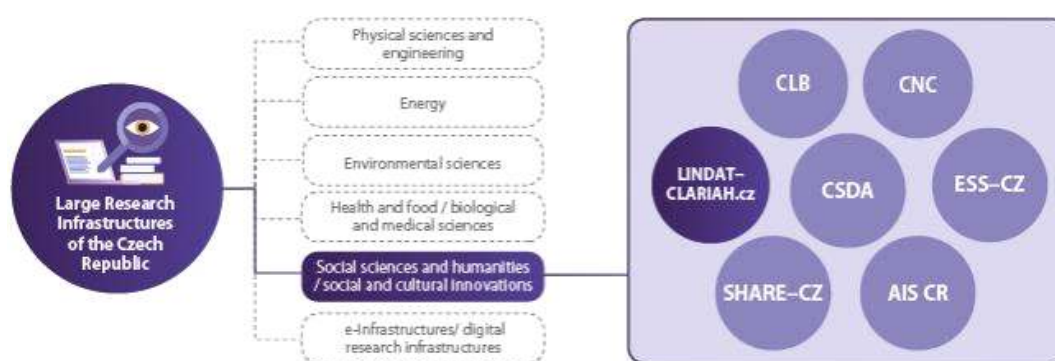 Large Research
Infrastructures
of the Czech
Republic
Physical sciences and
engineering
Energy
Environmental sciences
Health and food / biological
and medical sciences
Social sciences and humanities
/ social and cultural innovations
e-Infrastructures/ digital
research infrastructures
CLB
CNC
LINDAT–
CLARIAH.cz
CSDA
ESS–CZ
SHARE–CZ
AIS CR